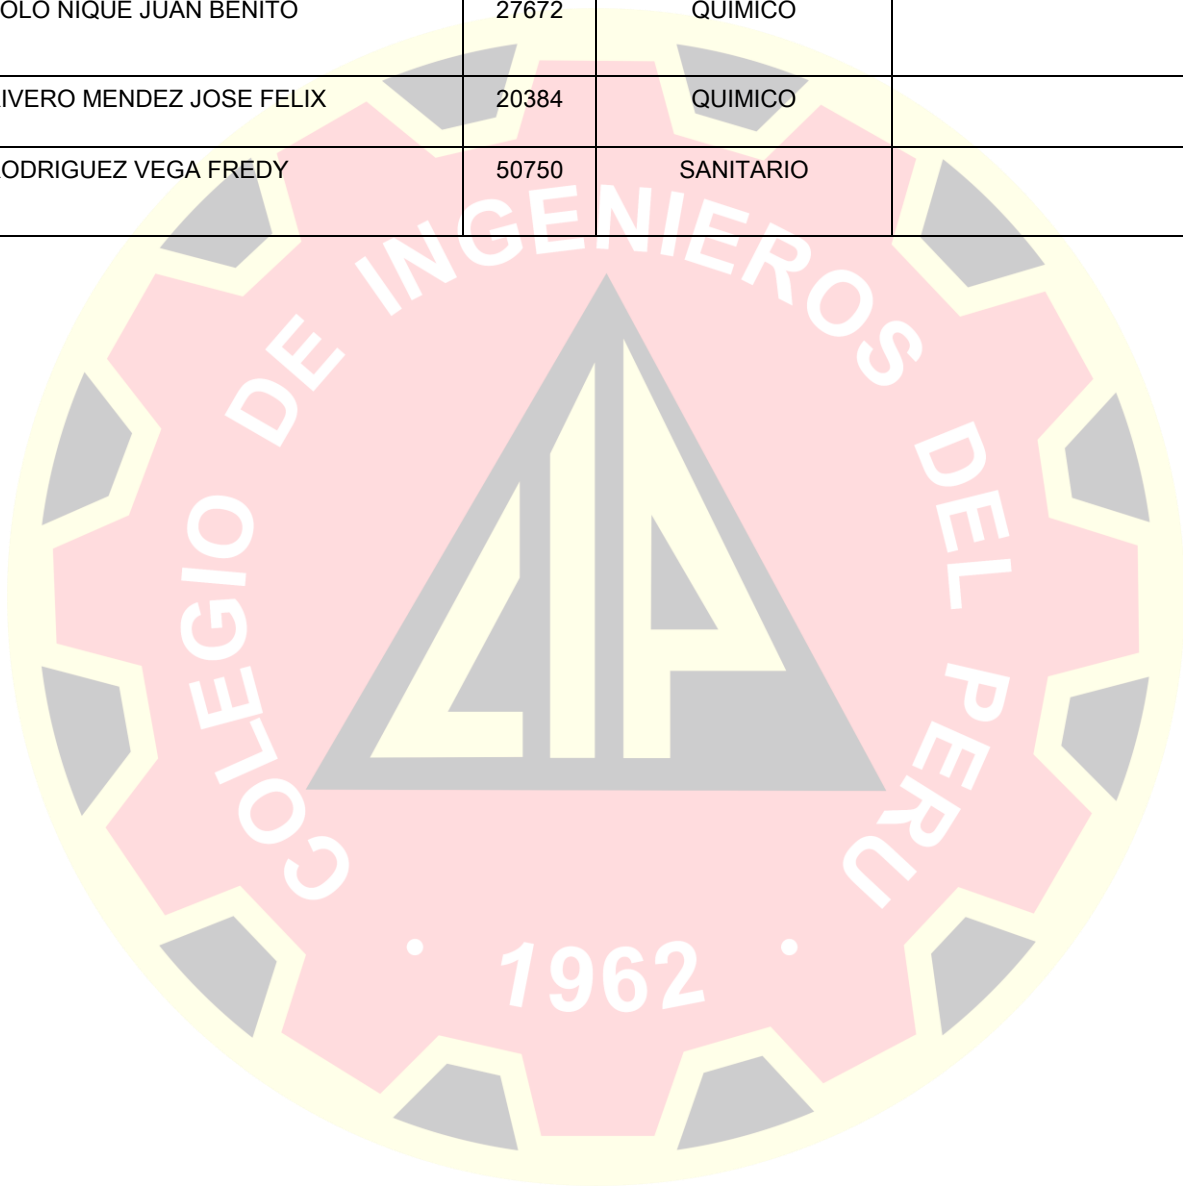 OLO NIQUE JUAN BENITO 27672 QUIMICO
IVERO MENDEZ JOSE FELIX 20384 QUIMICO
ODRIGUEZ VEGA FREDY 50750 SANITARIO
COLEGIO DE INGENIEROS DEL PERU
CIP
· 1962 ·